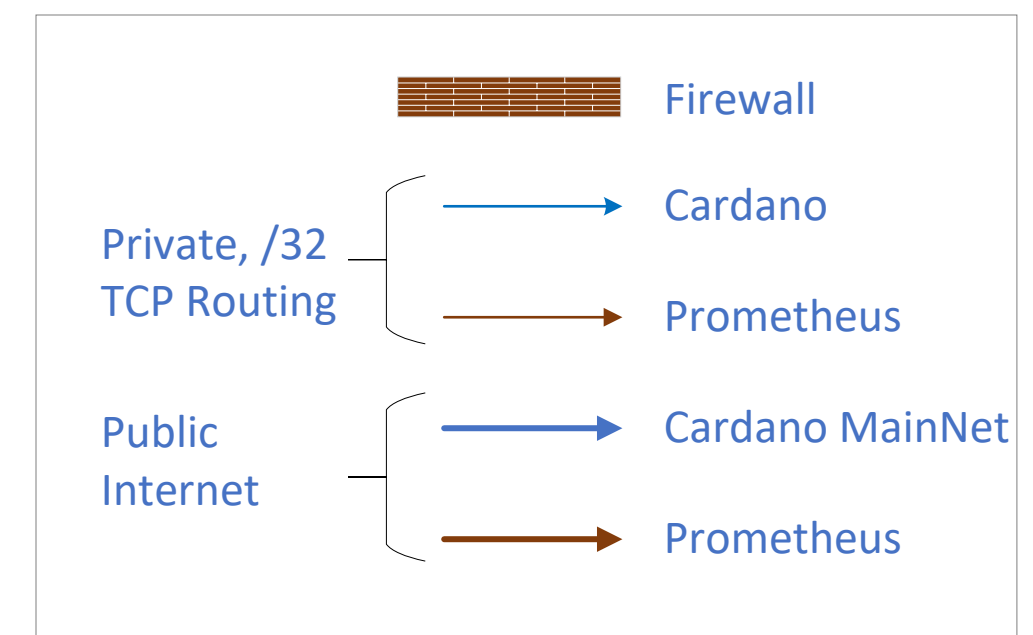 Firewall
Private, /32
TCP Routing
Cardano
Prometheus
Public
Internet
Cardano MainNet
Prometheus